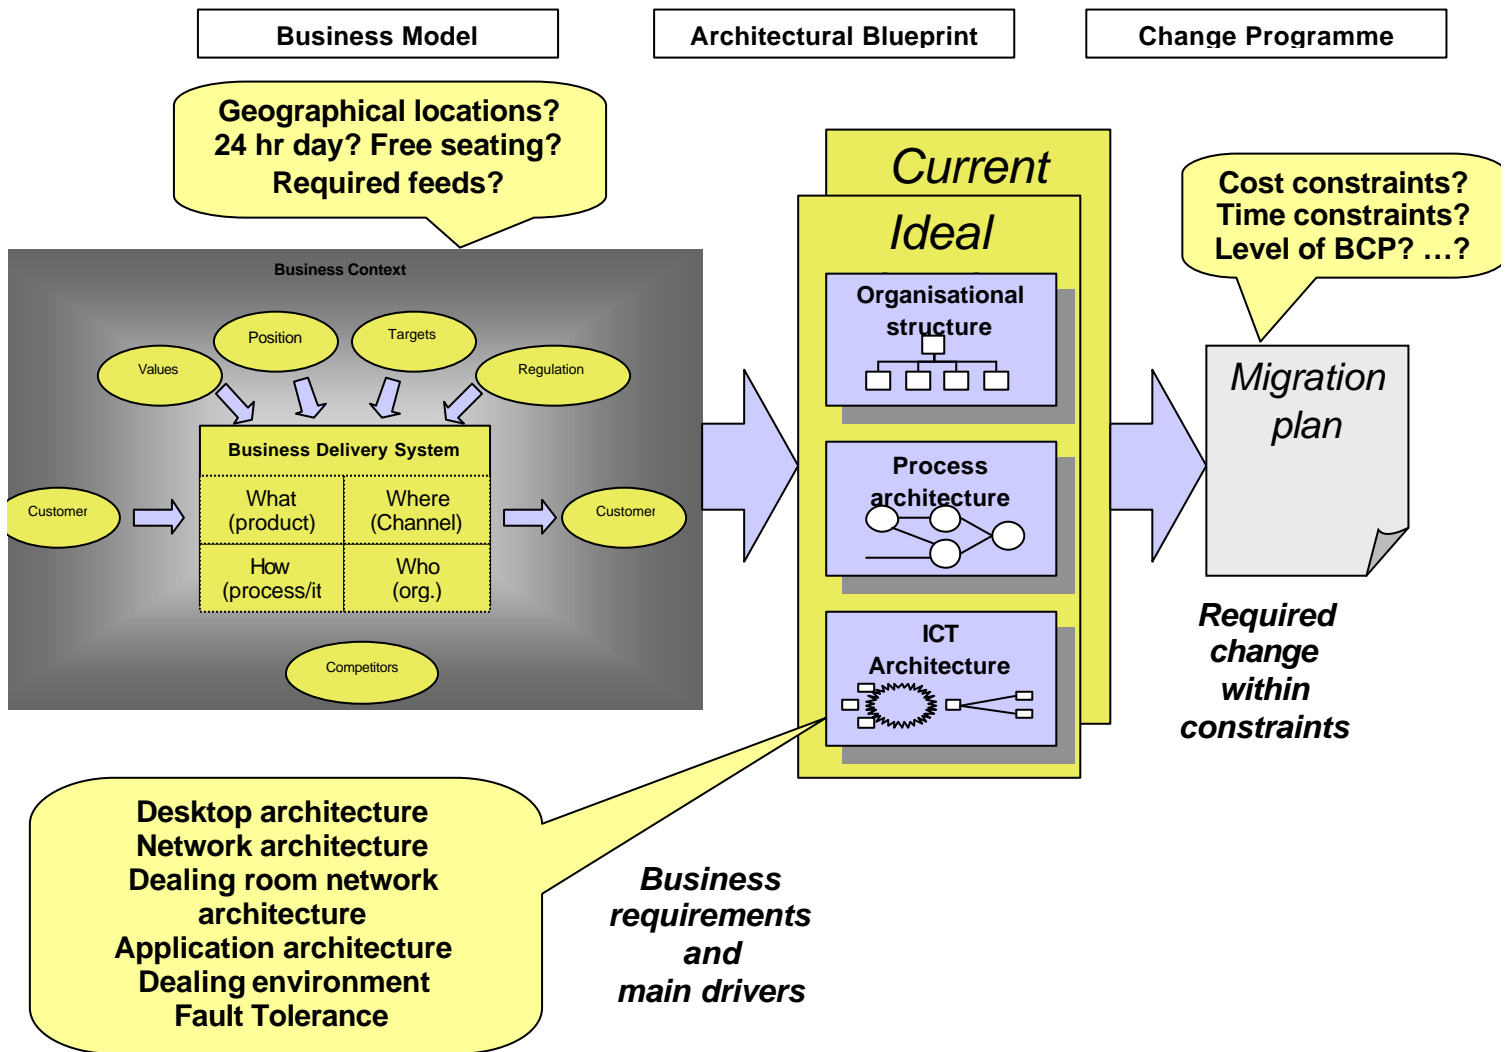 Business Model
Architectural Blueprint
Change Programme
Geographical locations?
24 hr day? Free seating?
Required feeds?
Business Context
Values
Position
Targets
Regulation
Business Delivery System
What
(product)
Where
(Channel)
How
(process/it
Who
(org.)
Customer
Customer
Competitors
Current
Ideal
Organisational
structure
Process
architecture
ICT
Architecture
Cost constraints?
Time constraints?
Level of BCP? …?
Migration
plan
Required
change
within
constraints
Desktop architecture
Network architecture
Dealing room network
architecture
Application architecture
Dealing environment
Fault Tolerance
Business
requirements
and
main drivers